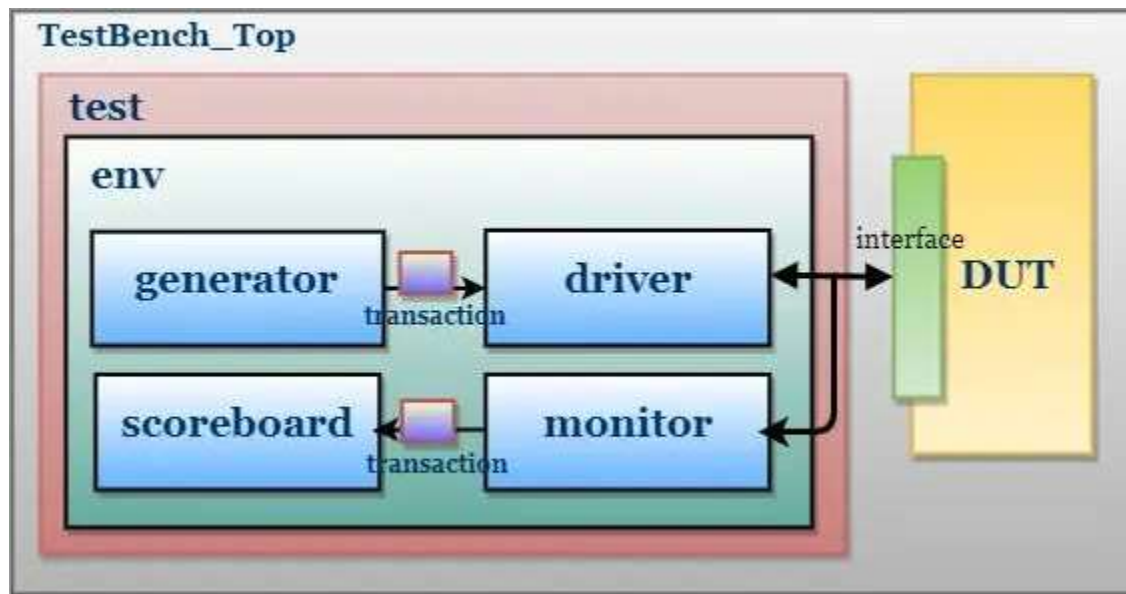 TestBench_Top
test
env
generator
transaction
driver
interface
DUT
scoreboard
transaction
monitor